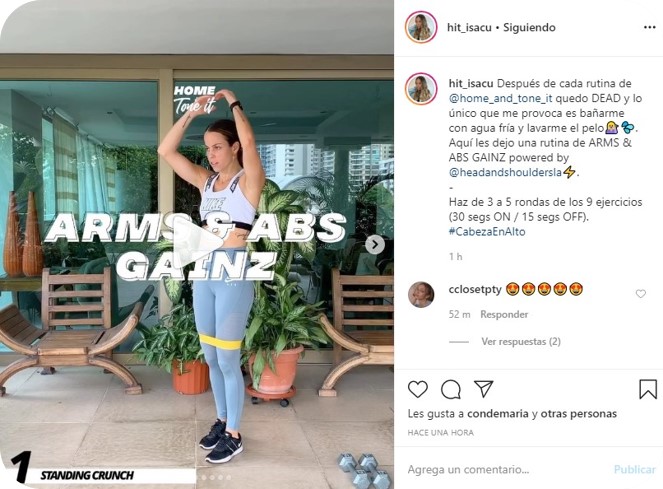 HOME
Tone it
NIKE
ARMS & ABS
GAINZ
1 STANDING CRUNCH
hit_isacu • Siguiendo
hit_isacu Después de cada rutina de
@home_and_tone_it quedo DEAD y lo
único que me provoca es bañarme
con agua fría y lavarme el pelo🙆‍♀️💦.
Aquí les dejo una rutina de ARMS &
ABS GAINZ powered by
@headandshouldersla⚡.
-
Haz de 3 a 5 rondas de los 9 ejercicios
(30 segs ON / 15 segs OFF).
#CabezaEnAlto
1 h
cclosetpty 😍😍😍😍😍
52 m Responder
Ver respuestas (2)
Les gusta a condemaria y otras personas
HACE UNA HORA
Agrega un comentario... Publicar